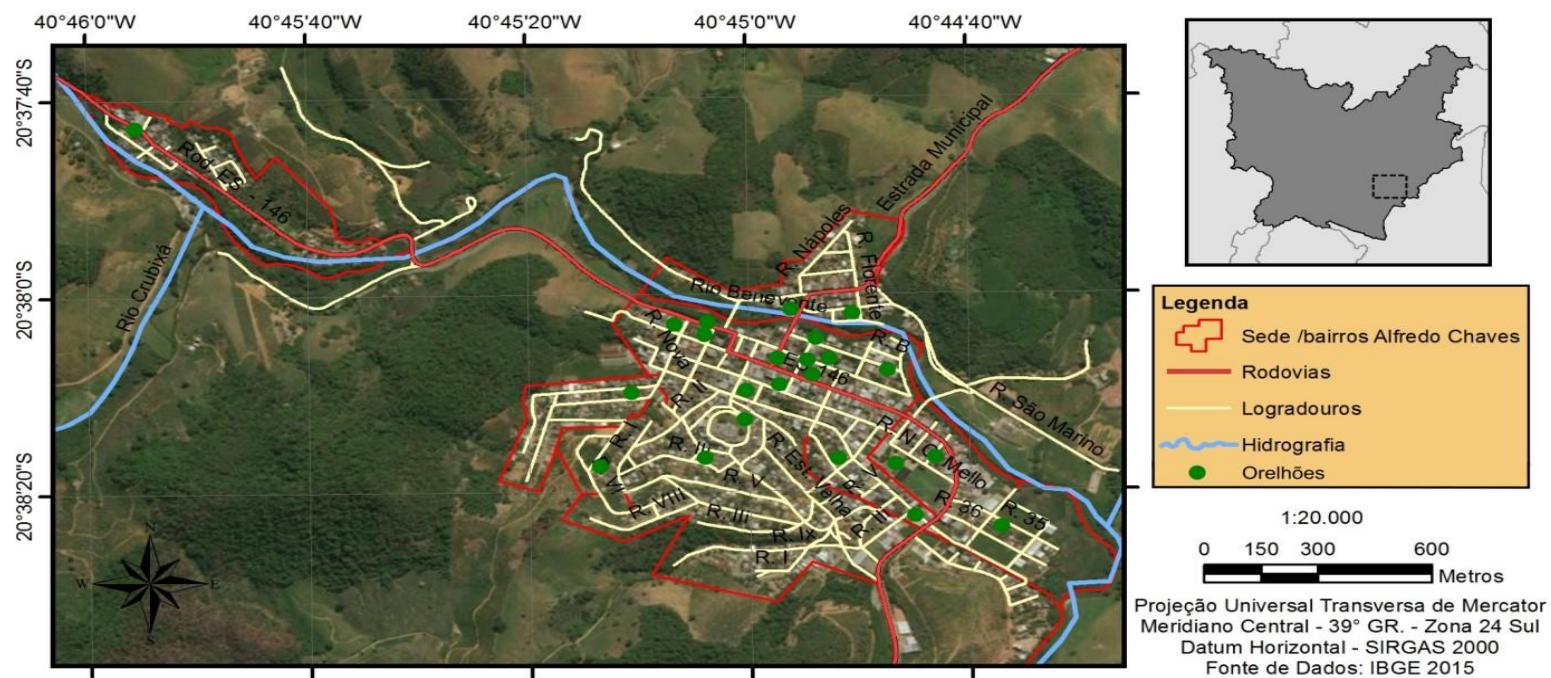 40°46'0"W 40°45'40"W 40°45'20"W 40°45'0"W 40°44'40"W
20°37'40"S
20°38'0"S
20°38'20"S
Rod. ES - 146
Rio Crubixá
Estrada Municipal
R. Nápoles
R. Florente
Rio Benevente
R. B
R. Nova
ES 146
R. II
R. São Marino
R. I
R. III
R. N. C. Mello
R. V
R. Est. Velha
R. V
R. VI
R. VIII
R. III
R. 36
R. 35
R. III
R. Ix
R. I
N
W E
S
Legenda
Sede /bairros Alfredo Chaves
Rodovias
Logradouros
Hidrografia
Orelhões
1:20.000
0 150 300 600
Metros
Projeção Universal Transversa de Mercator
Meridiano Central - 39° GR. - Zona 24 Sul
Datum Horizontal - SIRGAS 2000
Fonte de Dados: IBGE 2015